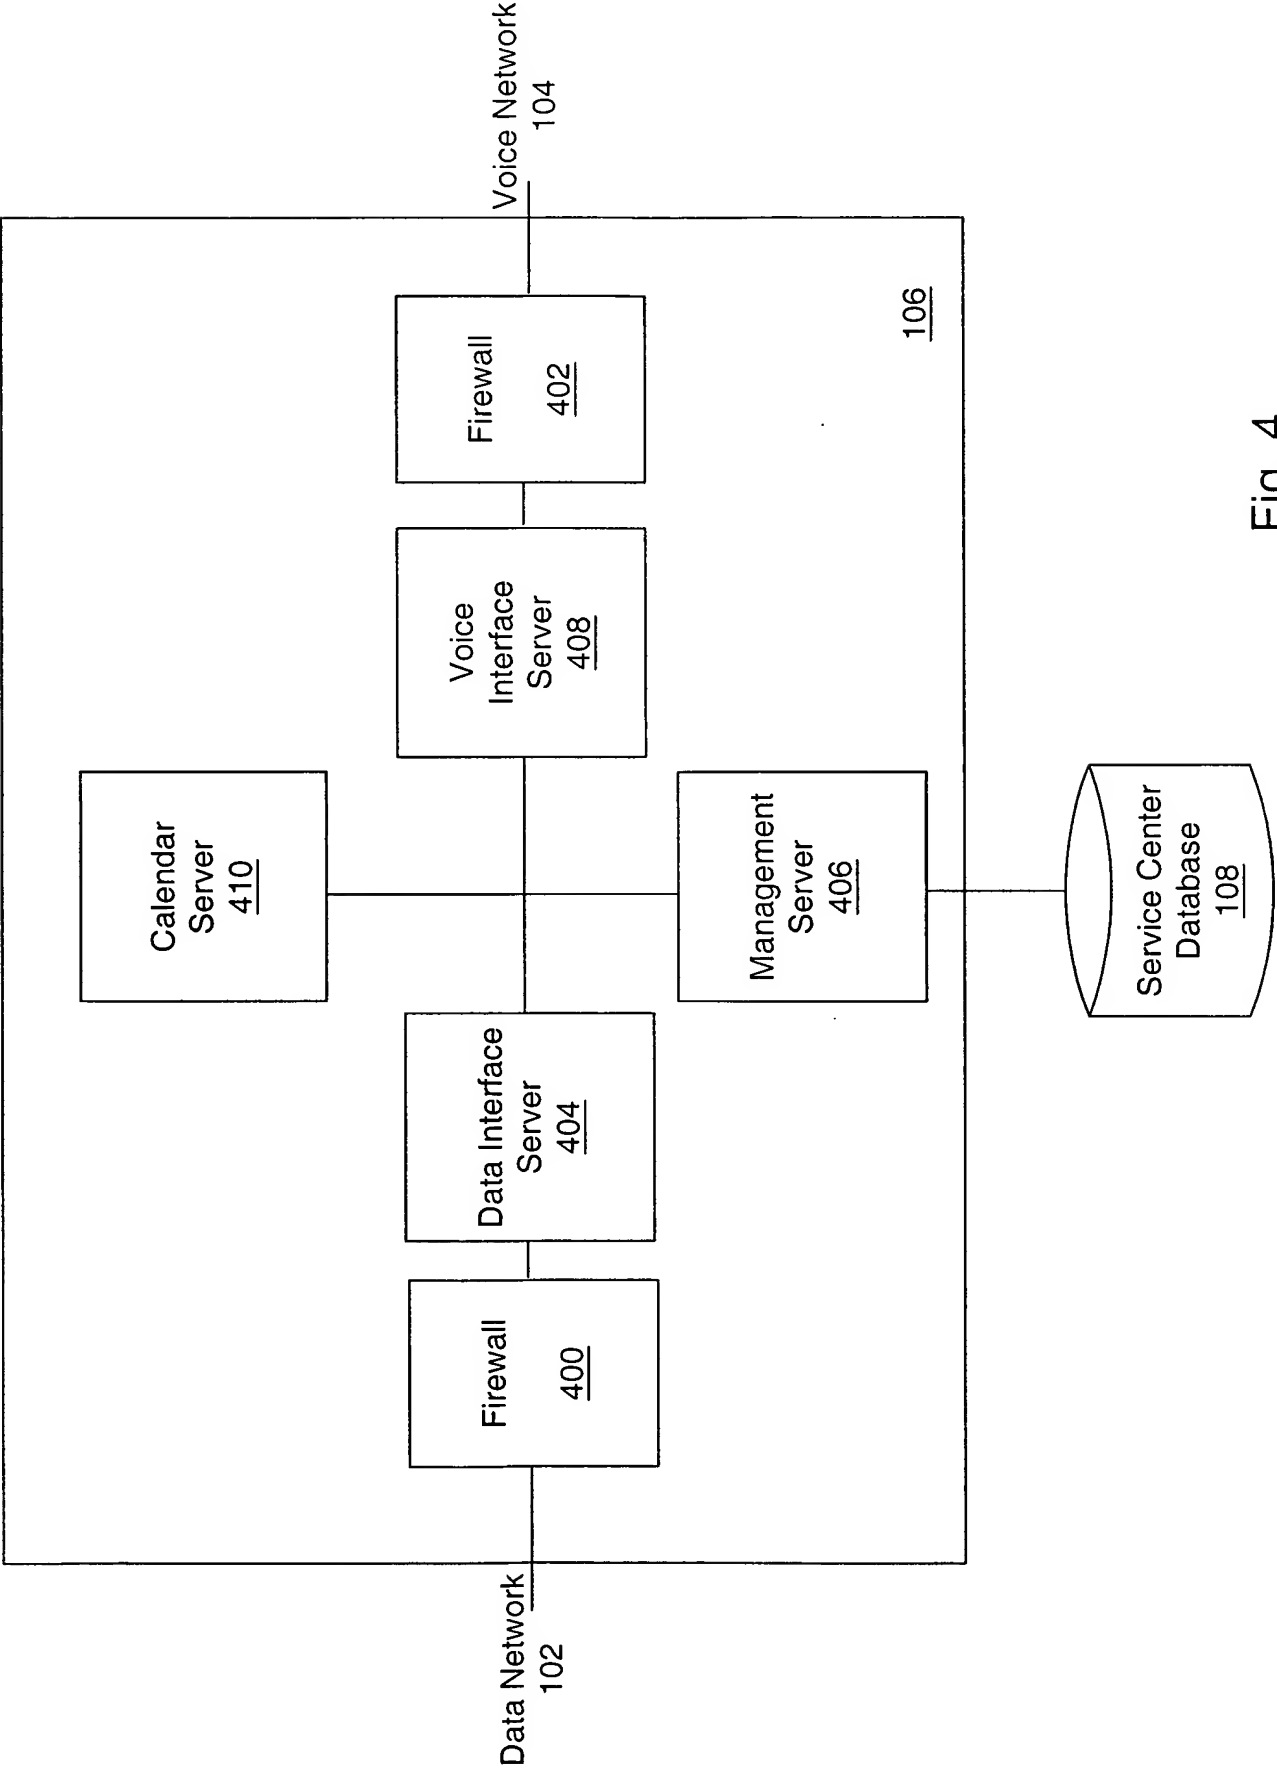 Calendar
Server
410
Data Network
102
Firewall
400
Data Interface
Server
404
Voice
Interface
Server
408
Firewall
402
Voice Network
104
Management
Server
406
106
Service Center
Database
108
Fig. 4